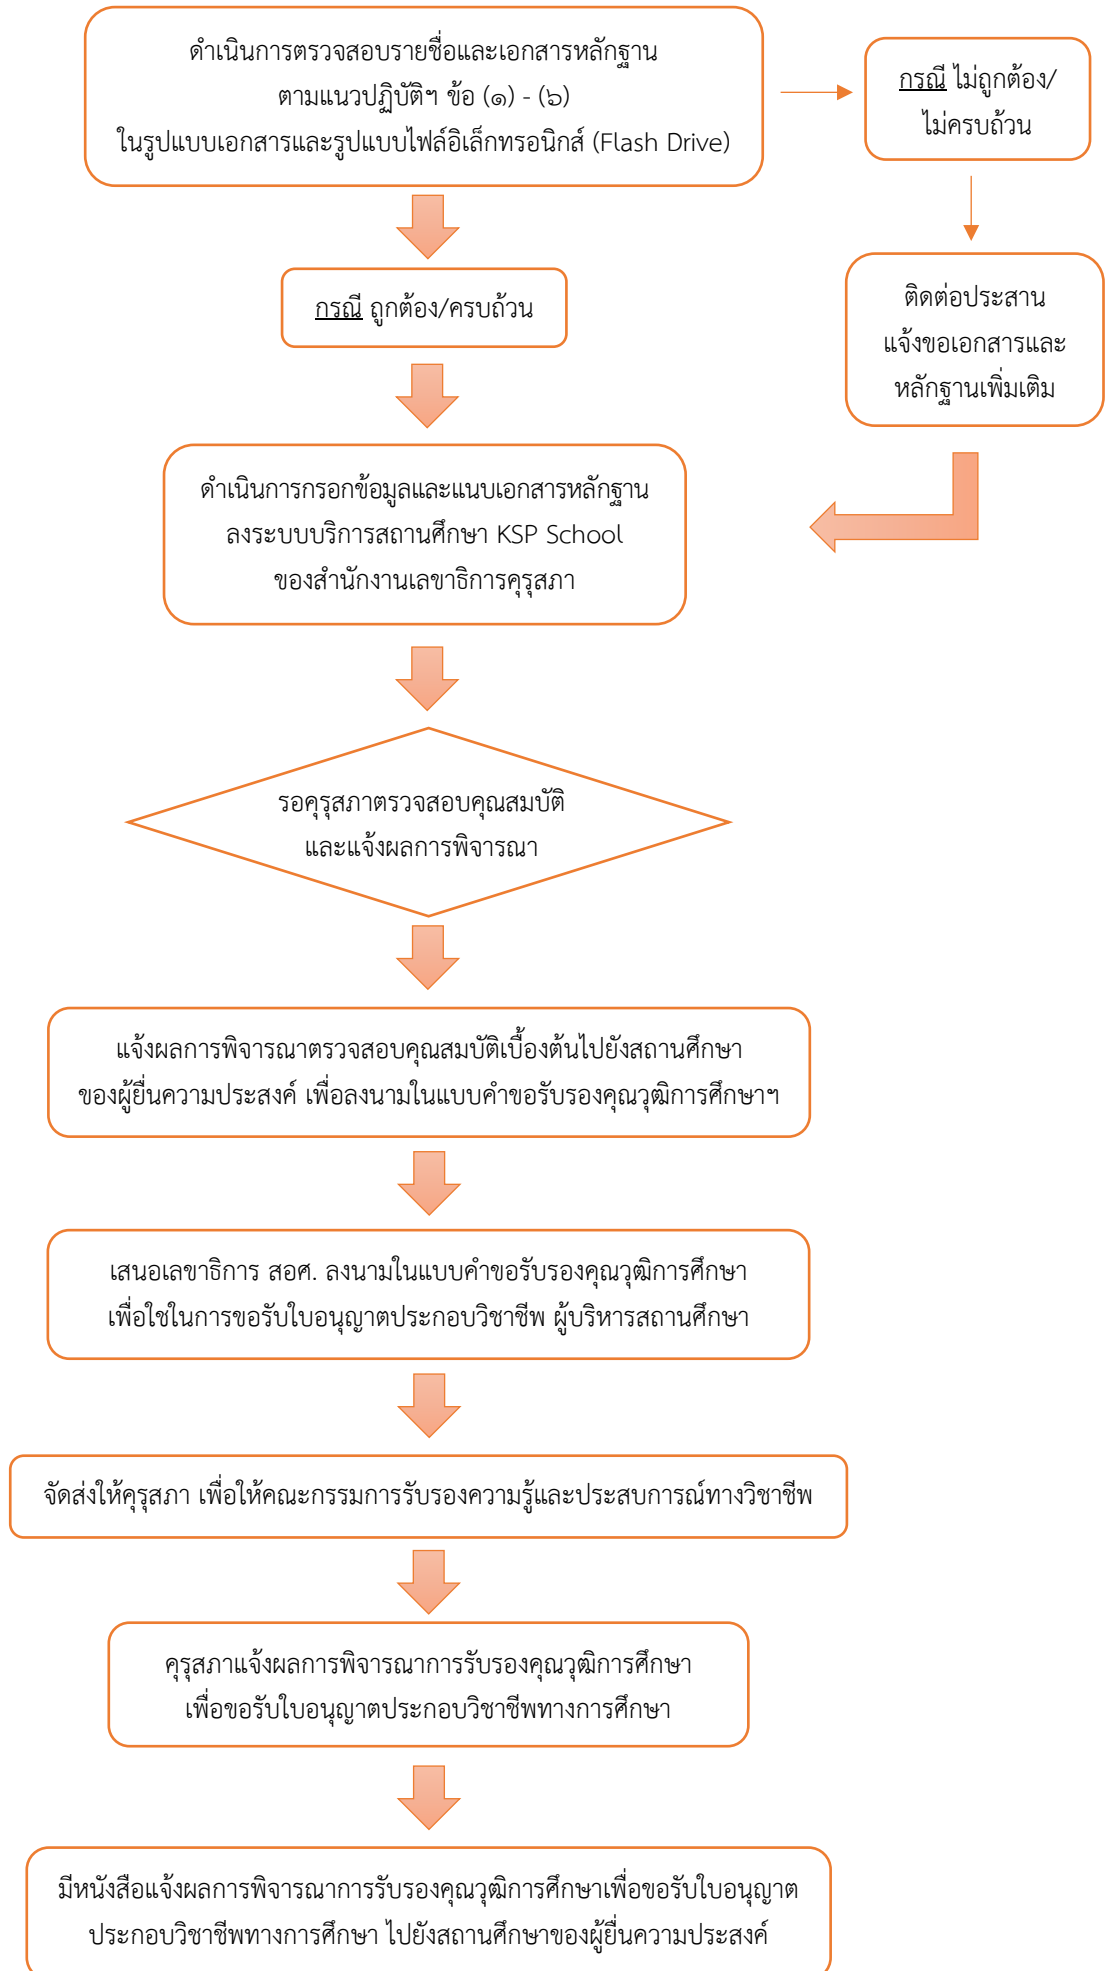 ดำเนินการตรวจสอบรายชื่อและเอกสารหลักฐาน
ตามแนวปฏิบัติฯ ข้อ (๑) - (๖)
ในรูปแบบเอกสารและรูปแบบไฟล์อิเล็กทรอนิกส์ (Flash Drive)
กรณี ไม่ถูกต้อง/
ไม่ครบถ้วน
กรณี ถูกต้อง/ครบถ้วน
ติดต่อประสาน
แจ้งขอเอกสารและ
หลักฐานเพิ่มเติม
ดำเนินการกรอกข้อมูลและแนบเอกสารหลักฐาน
ลงระบบบริการสถานศึกษา KSP School
ของสำนักงานเลขาธิการคุรุสภา
รอคุรุสภาตรวจสอบคุณสมบัติ
และแจ้งผลการพิจารณา
แจ้งผลการพิจารณาตรวจสอบคุณสมบัติเบื้องต้นไปยังสถานศึกษา
ของผู้ยื่นความประสงค์ เพื่อลงนามในแบบคำขอรับรองคุณวุฒิการศึกษาฯ
เสนอเลขาธิการ สอศ. ลงนามในแบบคำขอรับรองคุณวุฒิการศึกษา
เพื่อใช้ในการขอรับใบอนุญาตประกอบวิชาชีพ ผู้บริหารสถานศึกษา
จัดส่งให้คุรุสภา เพื่อให้คณะกรรมการรับรองความรู้และประสบการณ์ทางวิชาชีพ
คุรุสภาแจ้งผลการพิจารณาการรับรองคุณวุฒิการศึกษา
เพื่อขอรับใบอนุญาตประกอบวิชาชีพทางการศึกษา
มีหนังสือแจ้งผลการพิจารณาการรับรองคุณวุฒิการศึกษาเพื่อขอรับใบอนุญาต
ประกอบวิชาชีพทางการศึกษา ไปยังสถานศึกษาของผู้ยื่นความประสงค์